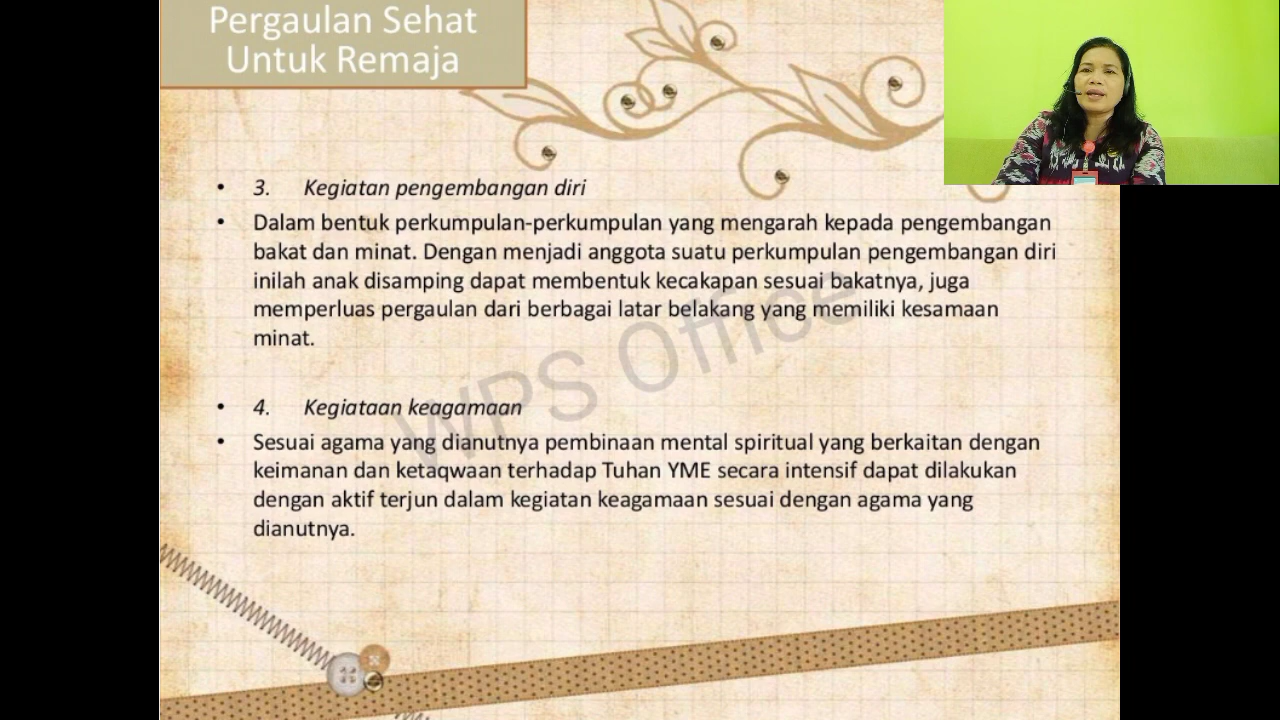 Pergaulan Sehat
Untuk Remaja
• 3. Kegiatan pengembangan diri
• Dalam bentuk perkumpulan-perkumpulan yang mengarah kepada pengembangan
bakat dan minat. Dengan menjadi anggota suatu perkumpulan pengembangan diri
inilah anak disamping dapat membentuk kecakapan sesuai bakatnya, juga
memperluas pergaulan dari berbagai latar belakang yang memiliki kesamaan
minat.
• 4. Kegiataan keagamaan
• Sesuai agama yang dianutnya pembinaan mental spiritual yang berkaitan dengan
keimanan dan ketaqwaan terhadap Tuhan YME secara intensif dapat dilakukan
dengan aktif terjun dalam kegiatan keagamaan sesuai dengan agama yang
dianutnya.
WPS Office